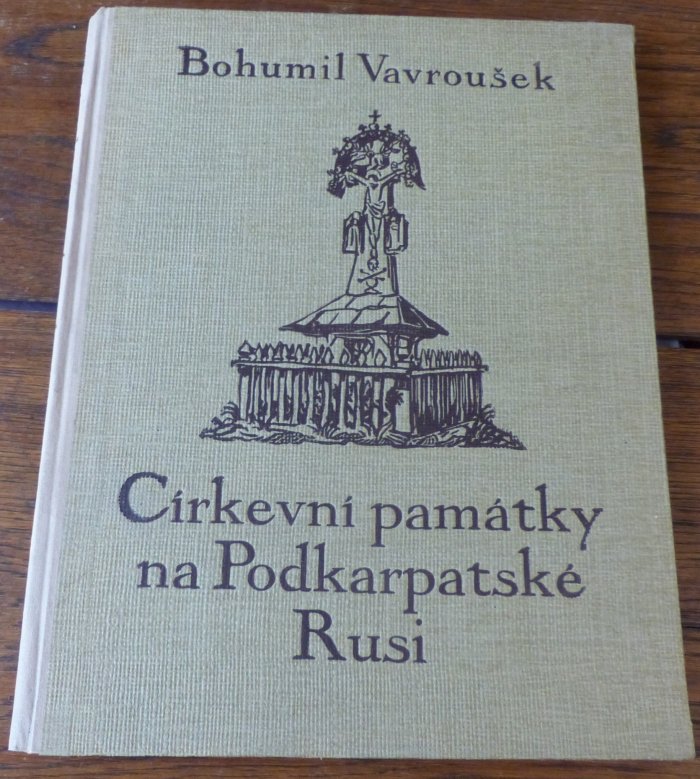 Bohumil Vavroušek
Církevní památky
na Podkarpatské
Rusi